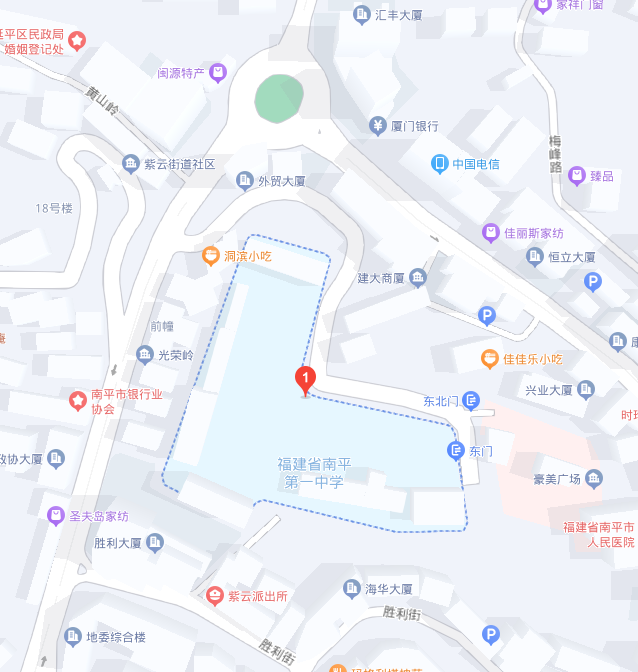 家祥门窗
汇丰大厦
延平区民政局
婚姻登记处
闽源特产
黄山岭
厦门银行
梅峰路
紫云街道社区
中国电信
外贸大厦
臻品
18号楼
佳丽斯家纺
洞滨小吃
恒立大厦
建大商厦
P
P
前幢
光荣岭
康
佳佳乐小吃
1
南平市银行业
协会
东北门
兴业大厦
时珍
东门
政协大厦
福建省南平
第一中学
豪美广场
圣夫岛家纺
福建省南平市
人民医院
胜利大厦
海华大厦
紫云派出所
胜利街
地委综合楼
P
胜利街